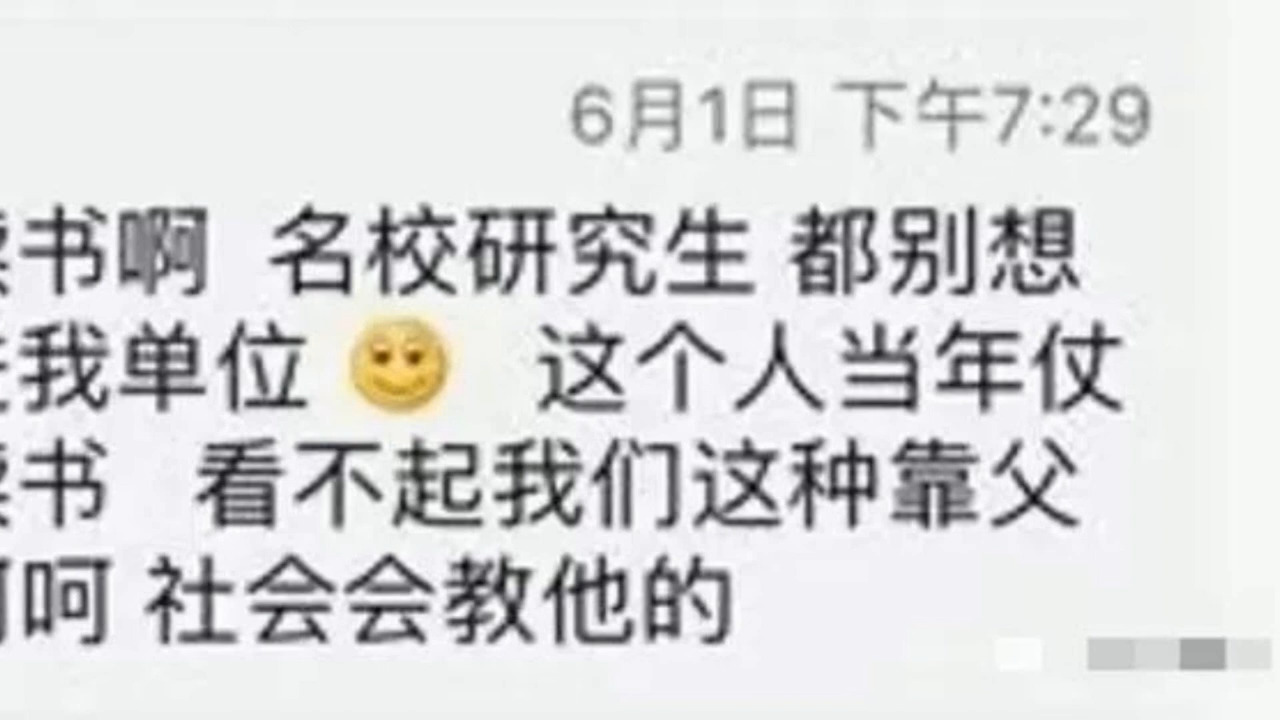 6月1日 下午7:29
书啊 名校研究生 都别想
我单位 这个人当年仗
书 看不起我们这种靠父
呵 社会会教他的